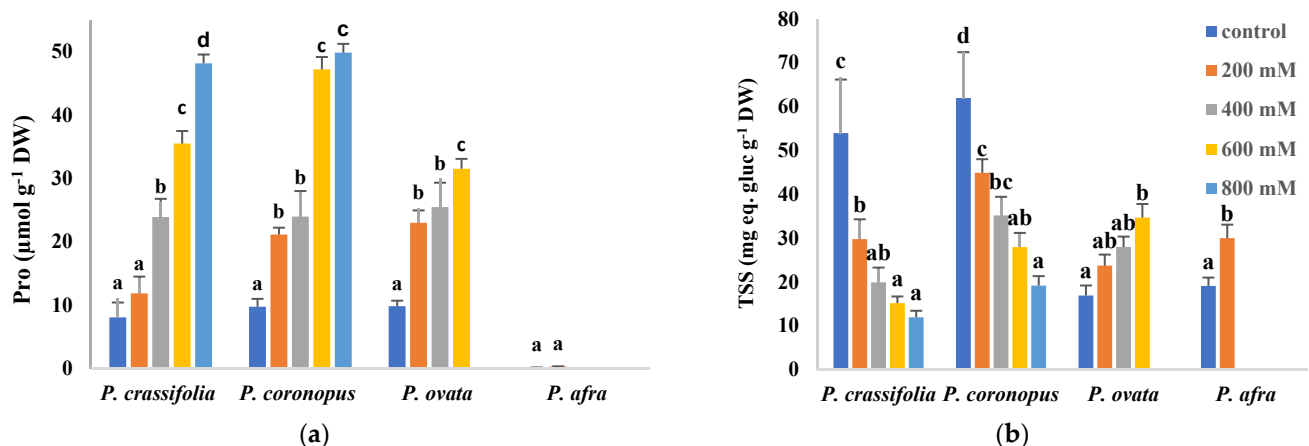 Pro (µmol g⁻¹ DW)
50
40
30
20
10
0
a a b c d
a b b c c
a b b c
a a
P. crassifolia P. coronopus P. ovata P. afra
(a)
TSS (mg eq. gluc g⁻¹ DW)
80
70
60
50
40
30
20
10
0
c b ab a a
d c bc ab a
a ab ab b
a b
control
200 mM
400 mM
600 mM
800 mM
P. crassifolia P. coronopus P. ovata P. afra
(b)